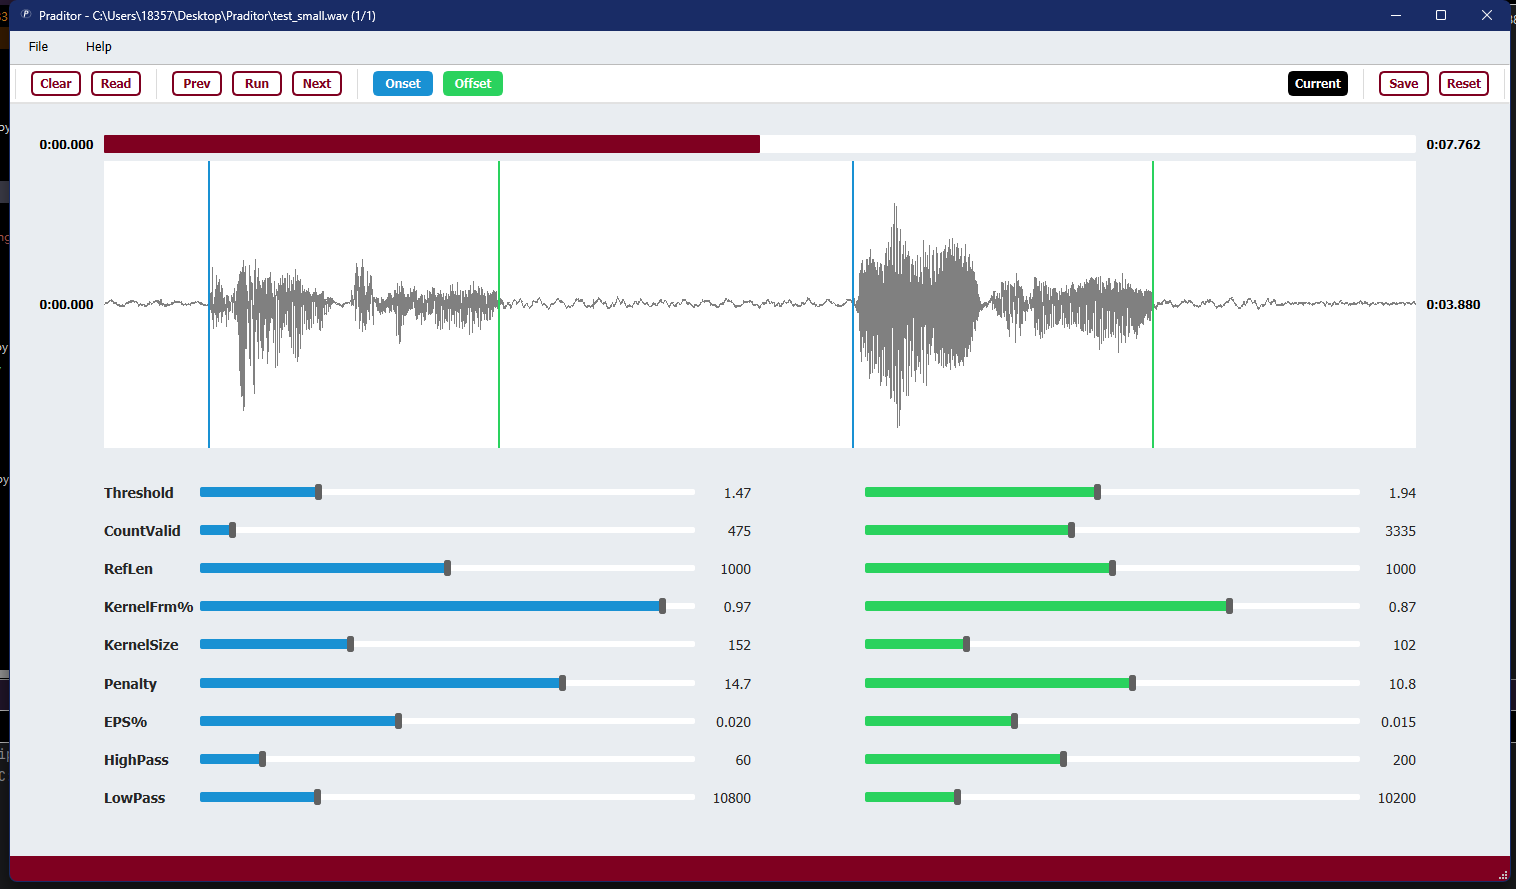 Praditor - C:\Users\18357\Desktop\Praditor\test_small.wav (1/1)
File Help
Clear Read Prev Run Next Onset Offset Current Save Reset
0:00.000 0:07.762
0:00.000 0:03.880
Threshold 1.47 1.94
CountValid 475 3335
RefLen 1000 1000
KernelFrm% 0.97 0.87
KernelSize 152 102
Penalty 14.7 10.8
EPS% 0.020 0.015
HighPass 60 200
LowPass 10800 10200